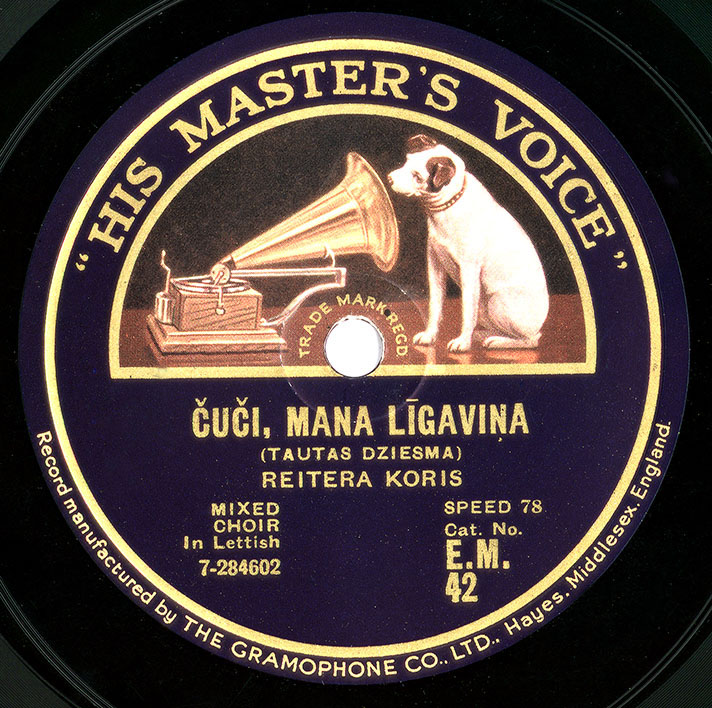 "HIS MASTER'S VOICE"
TRADE MARK REGD.
ČUČI, MANA LĪGAVIŅA
(TAUTAS DZIESMA)
REITERA KORIS
MIXED
CHOIR
In Lettish
7-284602
SPEED 78
Cat. No.
E.M.
42
Record manufactured by THE GRAMOPHONE CO., LTD., Hayes, Middlesex, England.